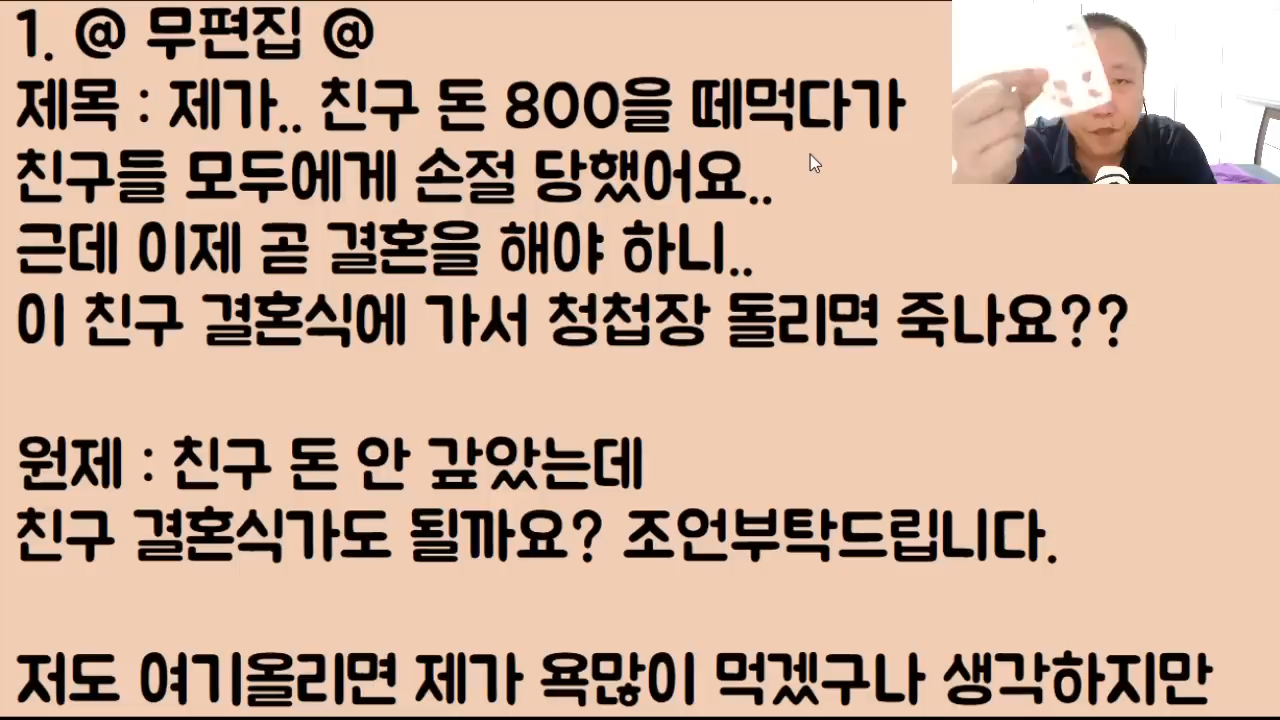 1. @ 무편집 @
제목 : 제가.. 친구 돈 800을 떼먹다가
친구들 모두에게 손절 당했어요..
근데 이제 곧 결혼을 해야 하니..
이 친구 결혼식에 가서 청첩장 돌리면 죽나요??
원제 : 친구 돈 안 갚았는데
친구 결혼식가도 될까요? 조언부탁드립니다.
저도 여기올리면 제가 욕많이 먹겠구나 생각하지만